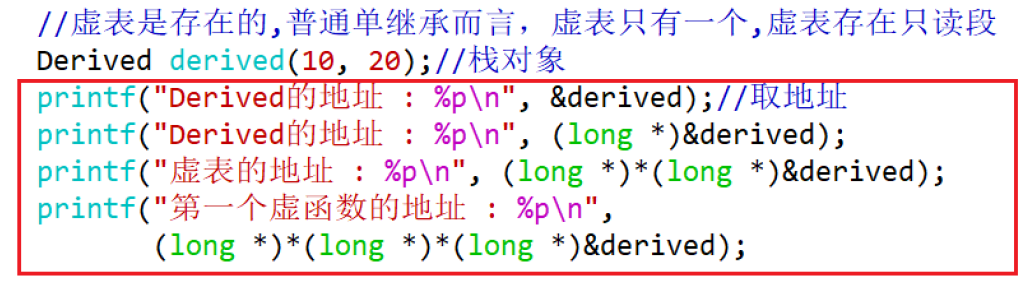 //虚表是存在的,普通单继承而言，虚表只有一个,虚表存在只读段
Derived derived(10, 20);//栈对象
printf("Derived的地址 : %p\n", &derived);//取地址
printf("Derived的地址 : %p\n", (long *)&derived);
printf("虚表的地址 : %p\n", (long *)*(long *)&derived);
printf("第一个虚函数的地址 : %p\n",
(long *)*(long *)*(long *)&derived);